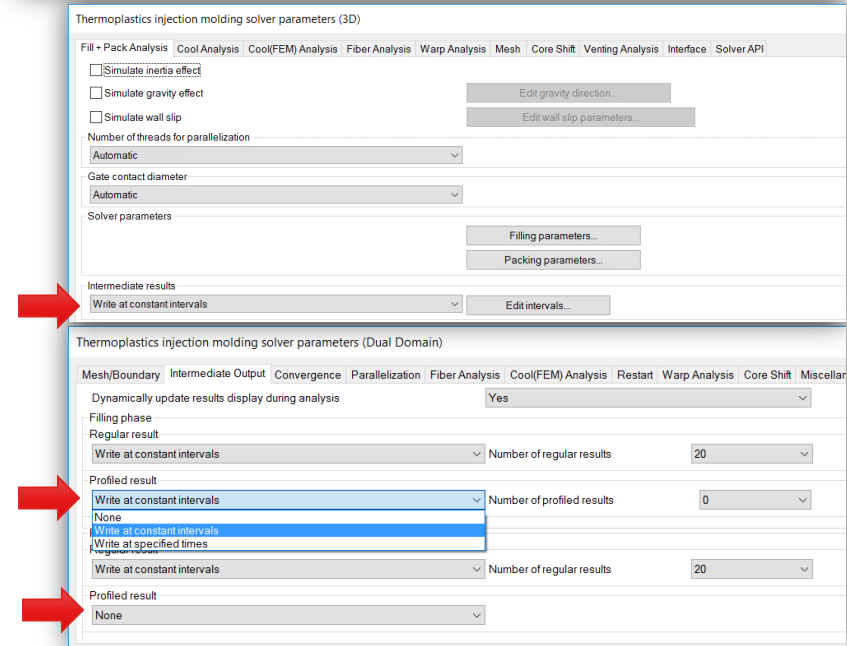 Thermoplastics injection molding solver parameters (3D)
Fill + Pack Analysis Cool Analysis Cool(FEM) Analysis Fiber Analysis Warp Analysis Mesh Core Shift Venting Analysis Interface Solver API
Simulate inertia effect
Simulate gravity effect Edit gravity direction...
Simulate wall slip Edit wall slip parameters...
Number of threads for parallelization
Automatic
Gate contact diameter
Automatic
Solver parameters
Filling parameters...
Packing parameters...
Intermediate results
Write at constant intervals Edit intervals...
Thermoplastics injection molding solver parameters (Dual Domain)
Mesh/Boundary Intermediate Output Convergence Parallelization Fiber Analysis Cool(FEM) Analysis Restart Warp Analysis Core Shift Miscellar
Dynamically update results display during analysis Yes
Filling phase
Regular result
Write at constant intervals Number of regular results 20
Profiled result
Write at constant intervals Number of profiled results 0
None
Write at constant intervals
Write at specified times
Regular result
Write at constant intervals Number of regular results 20
Profiled result
None